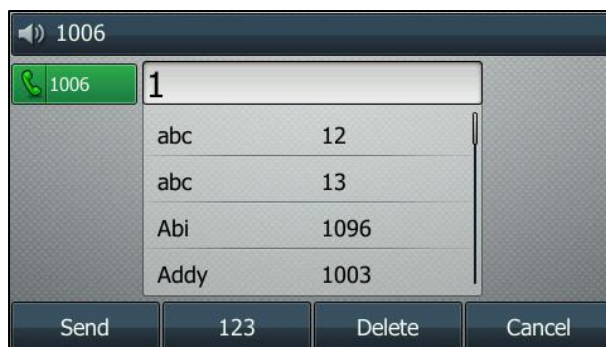 1006
1006 1
abc 12
abc 13
Abi 1096
Addy 1003
Send 123 Delete Cancel